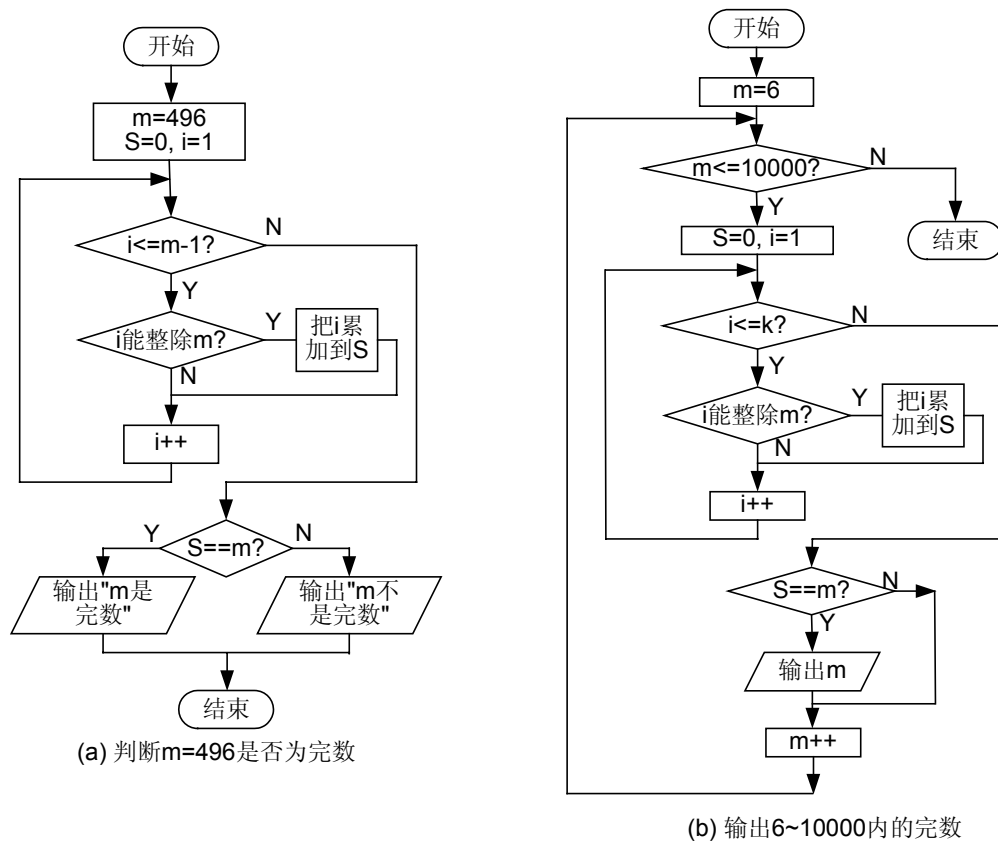 开始
m=496
S=0, i=1
i<=m-1?
N
Y
i能整除m?
Y
把i累
加到S
N
i++
S==m?
Y
N
输出"m是
完数"
输出"m不
是完数"
结束
(a) 判断m=496是否为完数
开始
m=6
m<=10000?
N
Y
结束
S=0, i=1
i<=k?
N
Y
i能整除m?
Y
把i累
加到S
N
i++
S==m?
N
Y
输出m
m++
(b) 输出6~10000内的完数